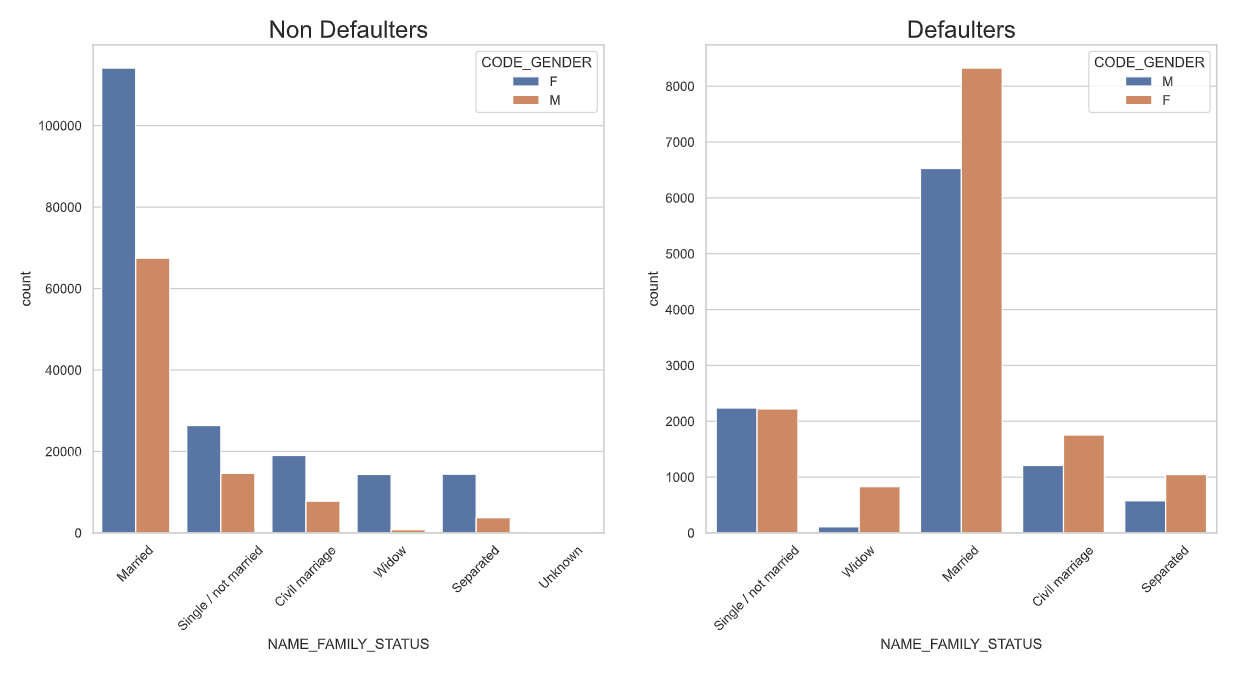 Non Defaulters
CODE_GENDER
F
M
100000
80000
60000
40000
20000
0
count
Married
Single / not married
Civil marriage
Widow
Separated
Unknown
NAME_FAMILY_STATUS
Defaulters
CODE_GENDER
M
F
8000
7000
6000
5000
4000
3000
2000
1000
0
count
Single / not married
Widow
Married
Civil marriage
Separated
NAME_FAMILY_STATUS